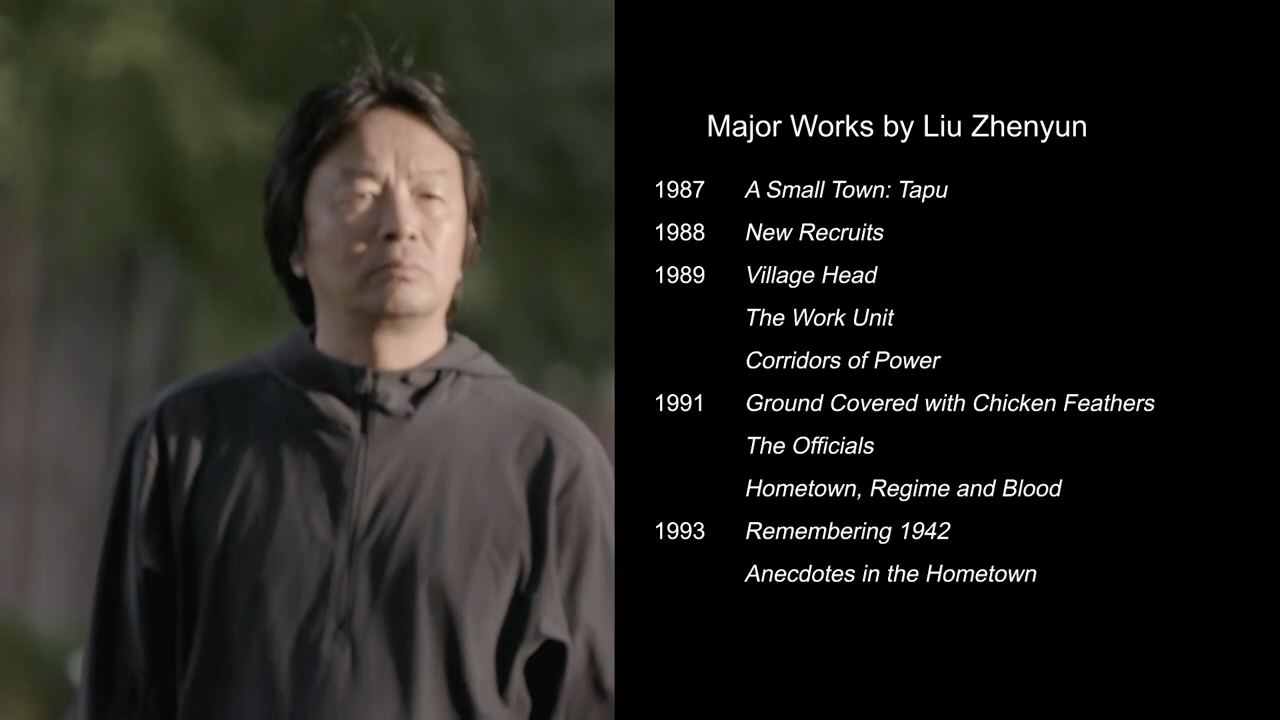 Major Works by Liu Zhenyun
1987 A Small Town: Tapu
1988 New Recruits
1989 Village Head
The Work Unit
Corridors of Power
1991 Ground Covered with Chicken Feathers
The Officials
Hometown, Regime and Blood
1993 Remembering 1942
Anecdotes in the Hometown